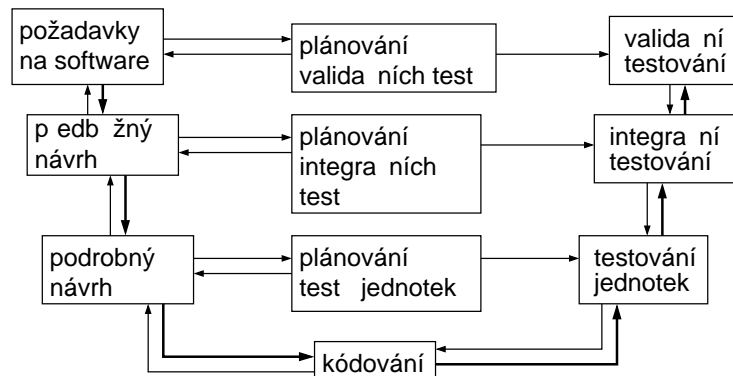 požadavky
na software
plánování
valida ních test
valida ní
testování
p edb žný
návrh
plánování
integra ních
test
integra ní
testování
podrobný
návrh
plánování
test jednotek
testování
jednotek
kódování